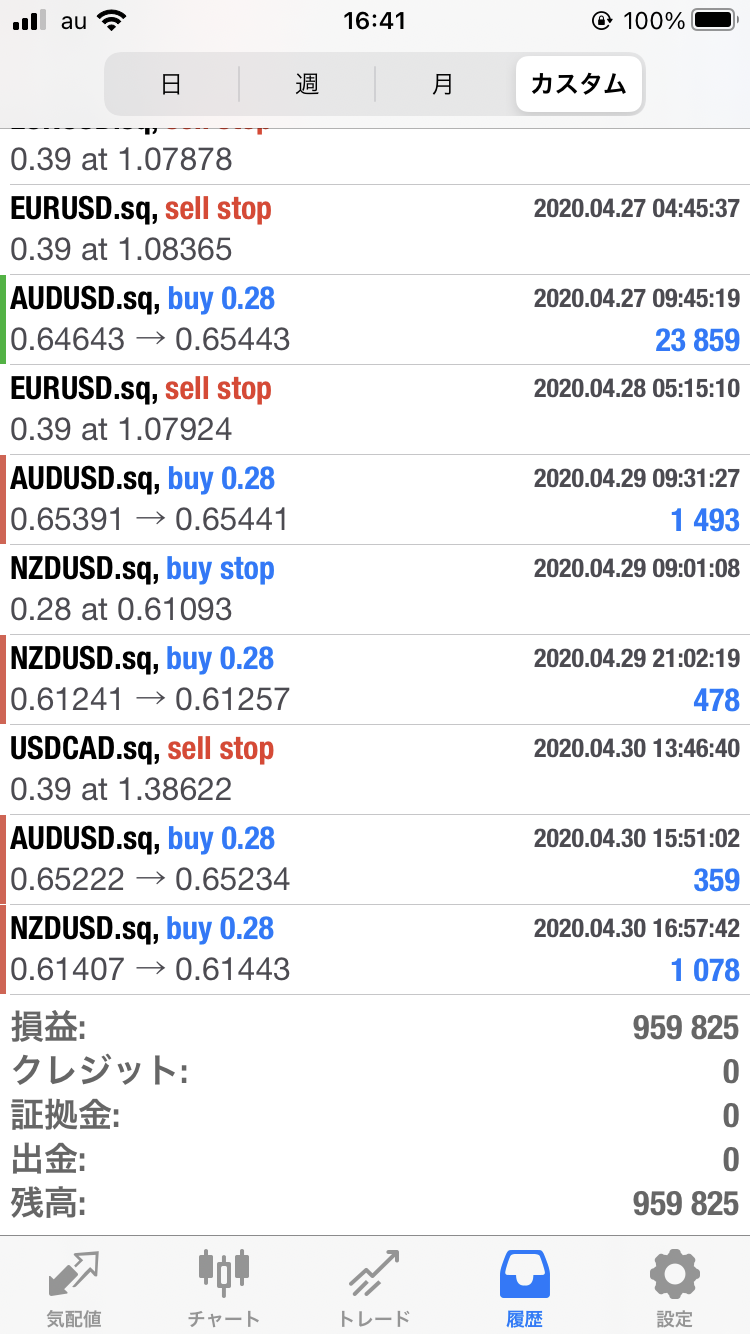 au 16:41 100%
日 週 月 カスタム
0.39 at 1.07878
EURUSD.sq, sell stop 2020.04.27 04:45:37
0.39 at 1.08365
AUDUSD.sq, buy 0.28 2020.04.27 09:45:19
0.64643 → 0.65443 23 859
EURUSD.sq, sell stop 2020.04.28 05:15:10
0.39 at 1.07924
AUDUSD.sq, buy 0.28 2020.04.29 09:31:27
0.65391 → 0.65441 1 493
NZDUSD.sq, buy stop 2020.04.29 09:01:08
0.28 at 0.61093
NZDUSD.sq, buy 0.28 2020.04.29 21:02:19
0.61241 → 0.61257 478
USDCAD.sq, sell stop 2020.04.30 13:46:40
0.39 at 1.38622
AUDUSD.sq, buy 0.28 2020.04.30 15:51:02
0.65222 → 0.65234 359
NZDUSD.sq, buy 0.28 2020.04.30 16:57:42
0.61407 → 0.61443 1 078
損益: 959 825
クレジット: 0
証拠金: 0
出金: 0
残高: 959 825
気配値 チャート トレード 履歴 設定